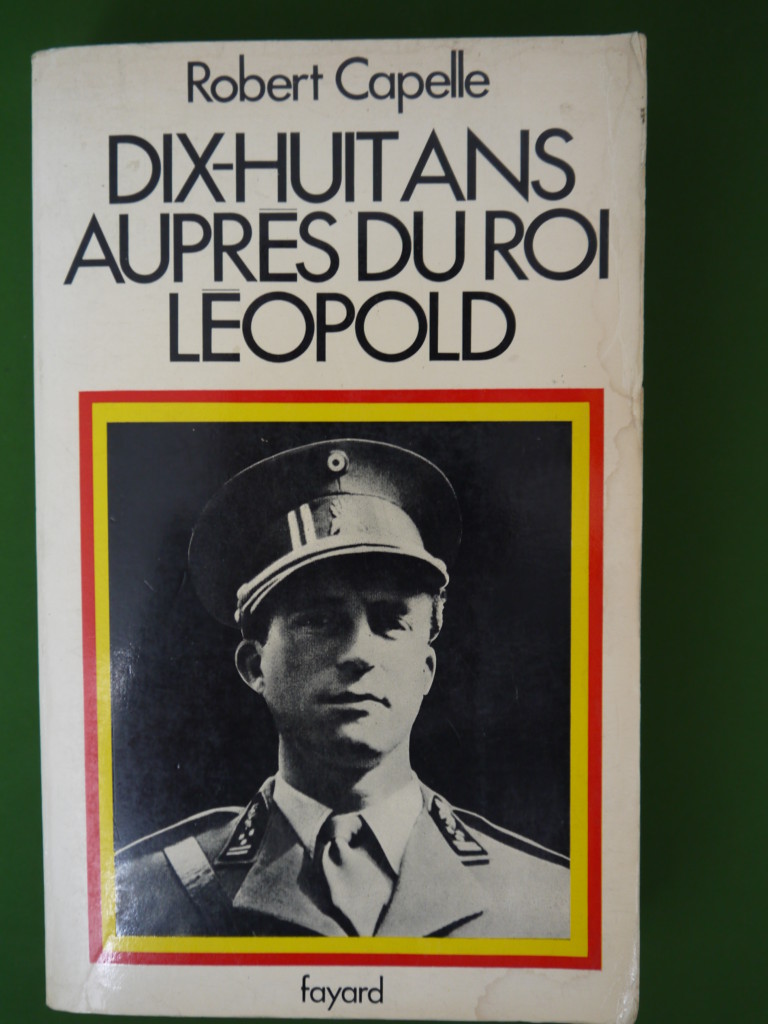 Robert Capelle
DIX-HUIT ANS
AUPRÈS DU ROI
LÉOPOLD
fayard